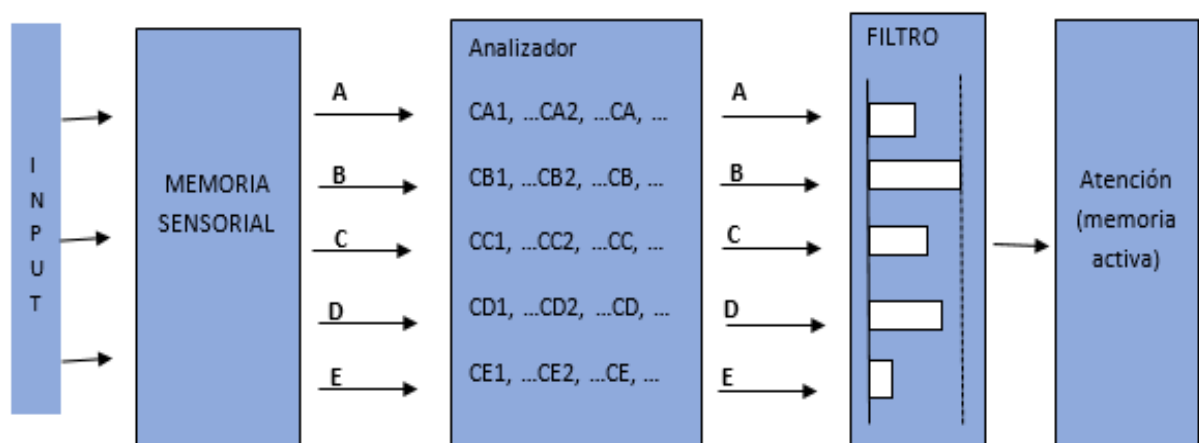 INPUT
MEMORIA
SENSORIAL
A
B
C
D
E
Analizador
CA1, ...CA2, ...CA, ...
CB1, ...CB2, ...CB, ...
CC1, ...CC2, ...CC, ...
CD1, ...CD2, ...CD, ...
CE1, ...CE2, ...CE, ...
A
B
C
D
E
FILTRO
Atención
(memoria
activa)